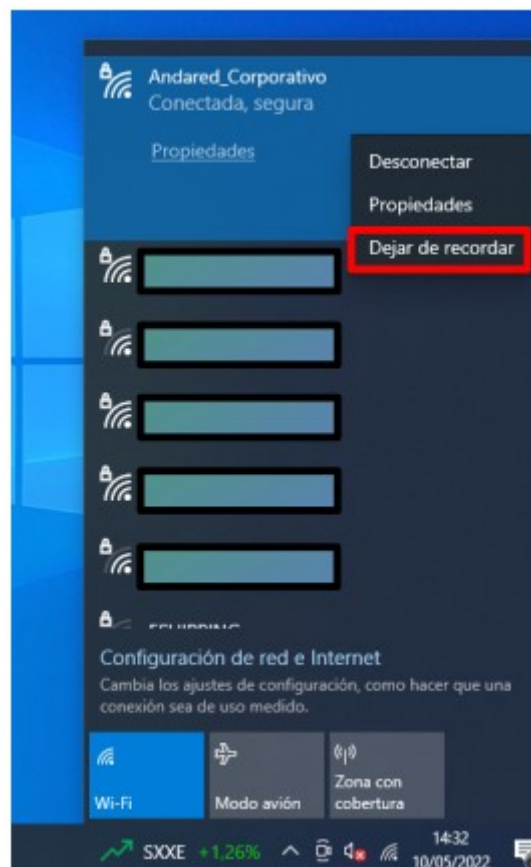 Andared_Corporativo
Conectada, segura
Propiedades
Desconectar
Propiedades
Dejar de recordar
Configuración de red e Internet
Cambia los ajustes de configuración, como hacer que una
conexión sea de uso medido.
Wi-Fi
Modo avión
Zona con
cobertura
SXXE +1,26%
14:32
10/05/2022